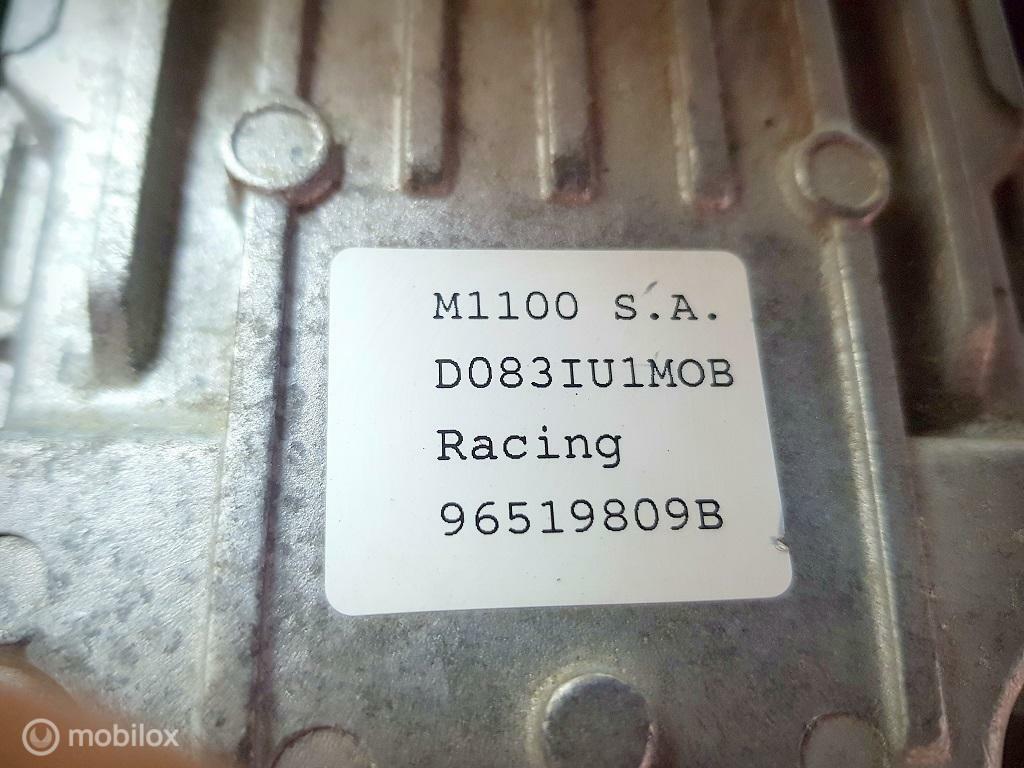 M1100 S.A.
D083IU1MOB
Racing
96519809B
mobilox